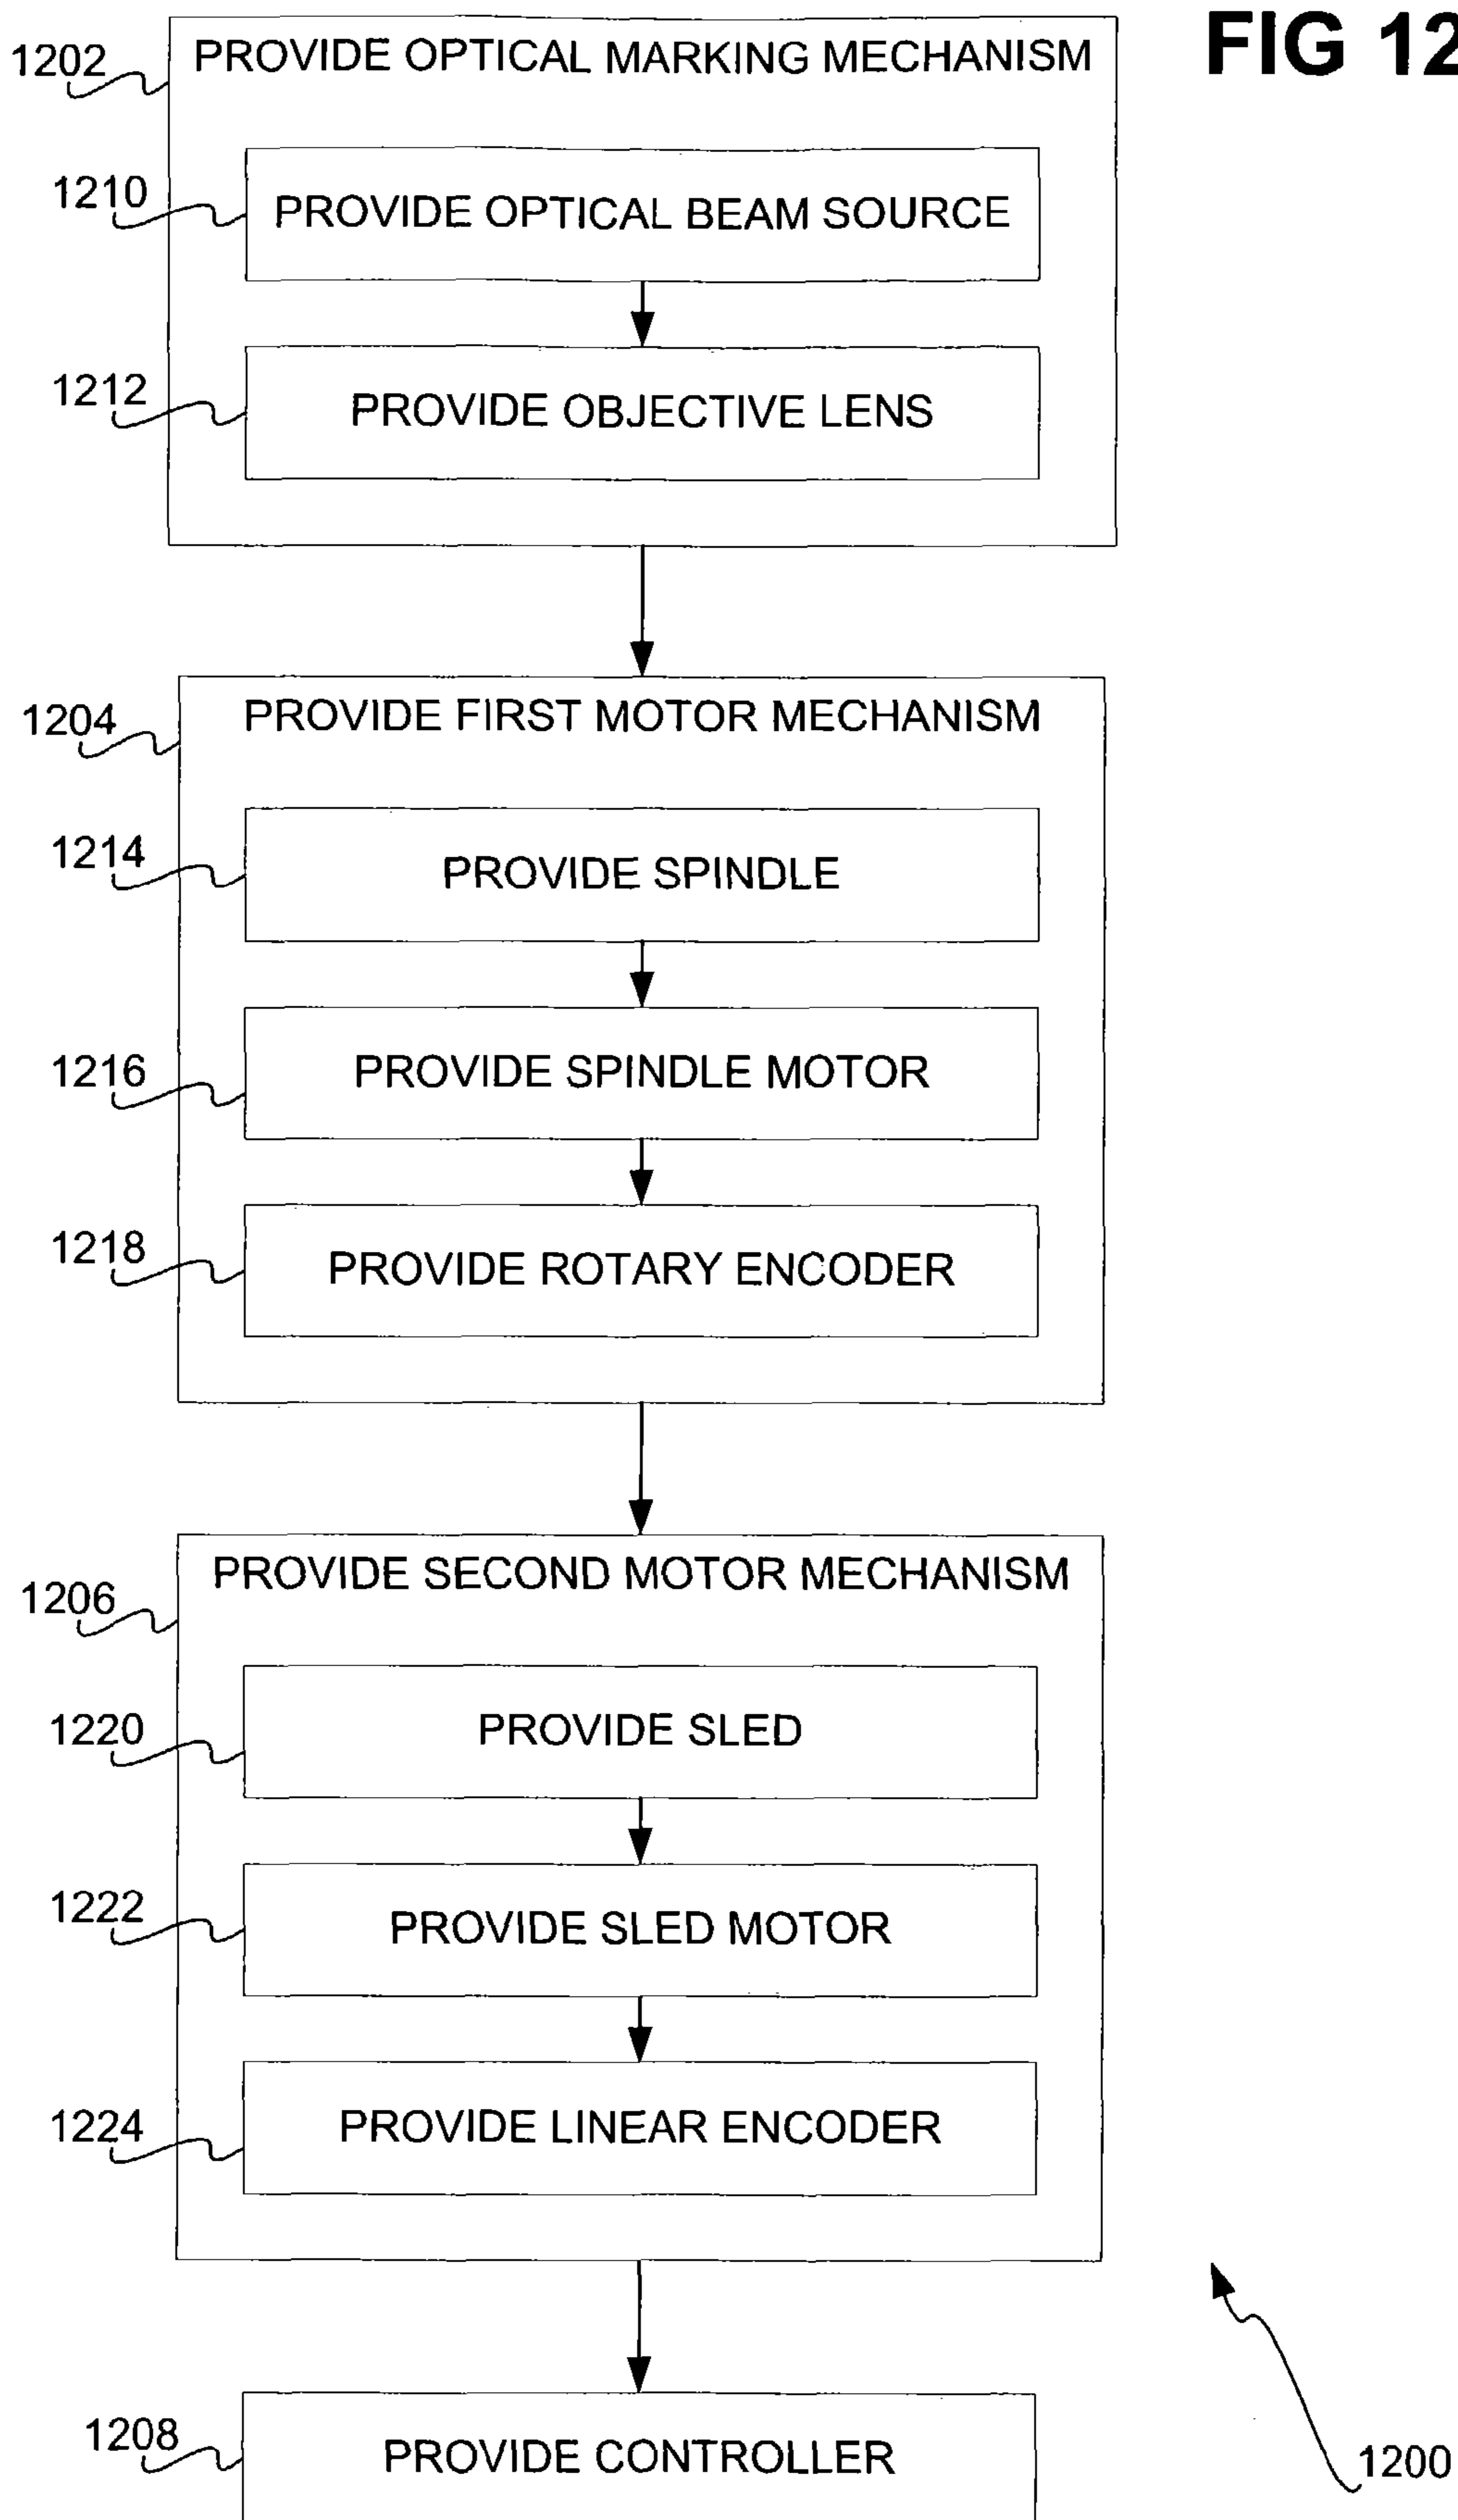 FIG 12
1202
PROVIDE OPTICAL MARKING MECHANISM
1210
PROVIDE OPTICAL BEAM SOURCE
1212
PROVIDE OBJECTIVE LENS
1204
PROVIDE FIRST MOTOR MECHANISM
1214
PROVIDE SPINDLE
1216
PROVIDE SPINDLE MOTOR
1218
PROVIDE ROTARY ENCODER
1206
PROVIDE SECOND MOTOR MECHANISM
1220
PROVIDE SLED
1222
PROVIDE SLED MOTOR
1224
PROVIDE LINEAR ENCODER
1208
PROVIDE CONTROLLER
1200